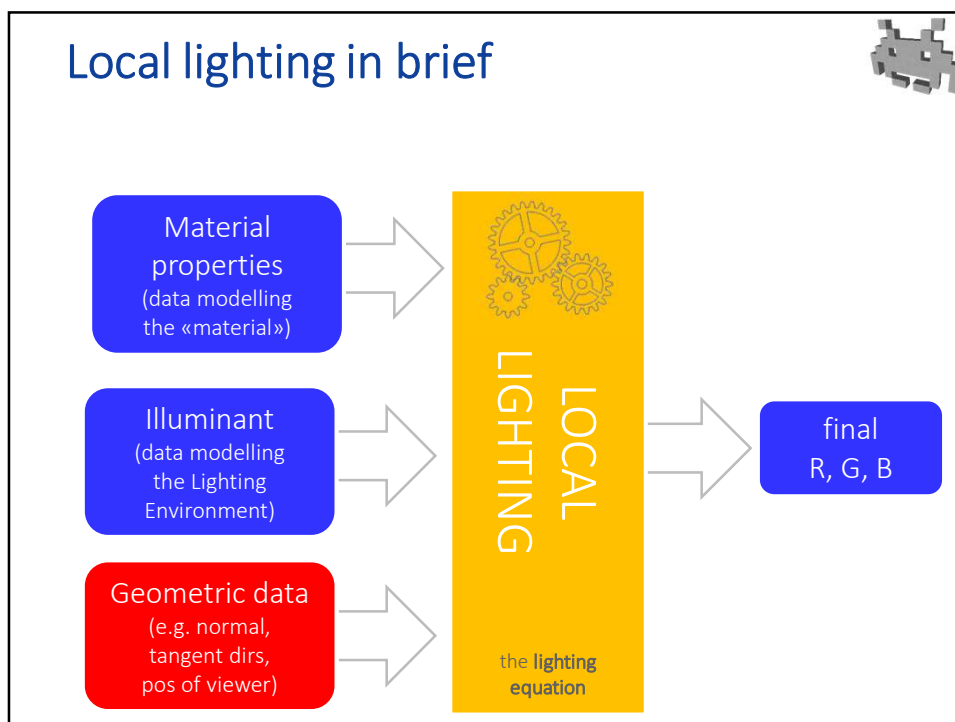 Local lighting in brief
Material
properties
(data modelling
the «material»)
Illuminant
(data modelling
the Lighting
Environment)
Geometric data
(e.g. normal,
tangent dirs,
pos of viewer)
LOCAL
LIGHTING
the lighting
equation
final
R, G, B